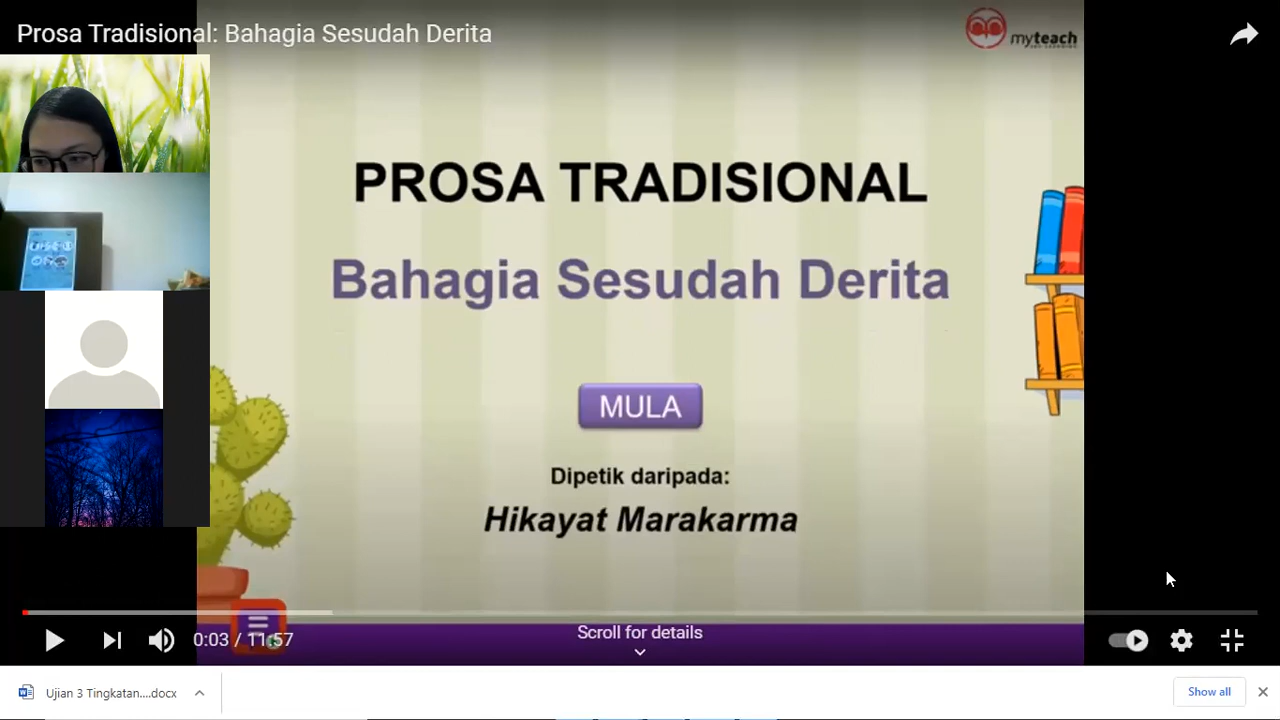 Prosa Tradisional: Bahagia Sesudah Derita
myteach
PROSA TRADISIONAL
Bahagia Sesudah Derita
MULA
Dipetik daripada:
Hikayat Marakarma
0:03 / 11:57
Scroll for details
Ujian 3 Tingkatan....docx
Show all